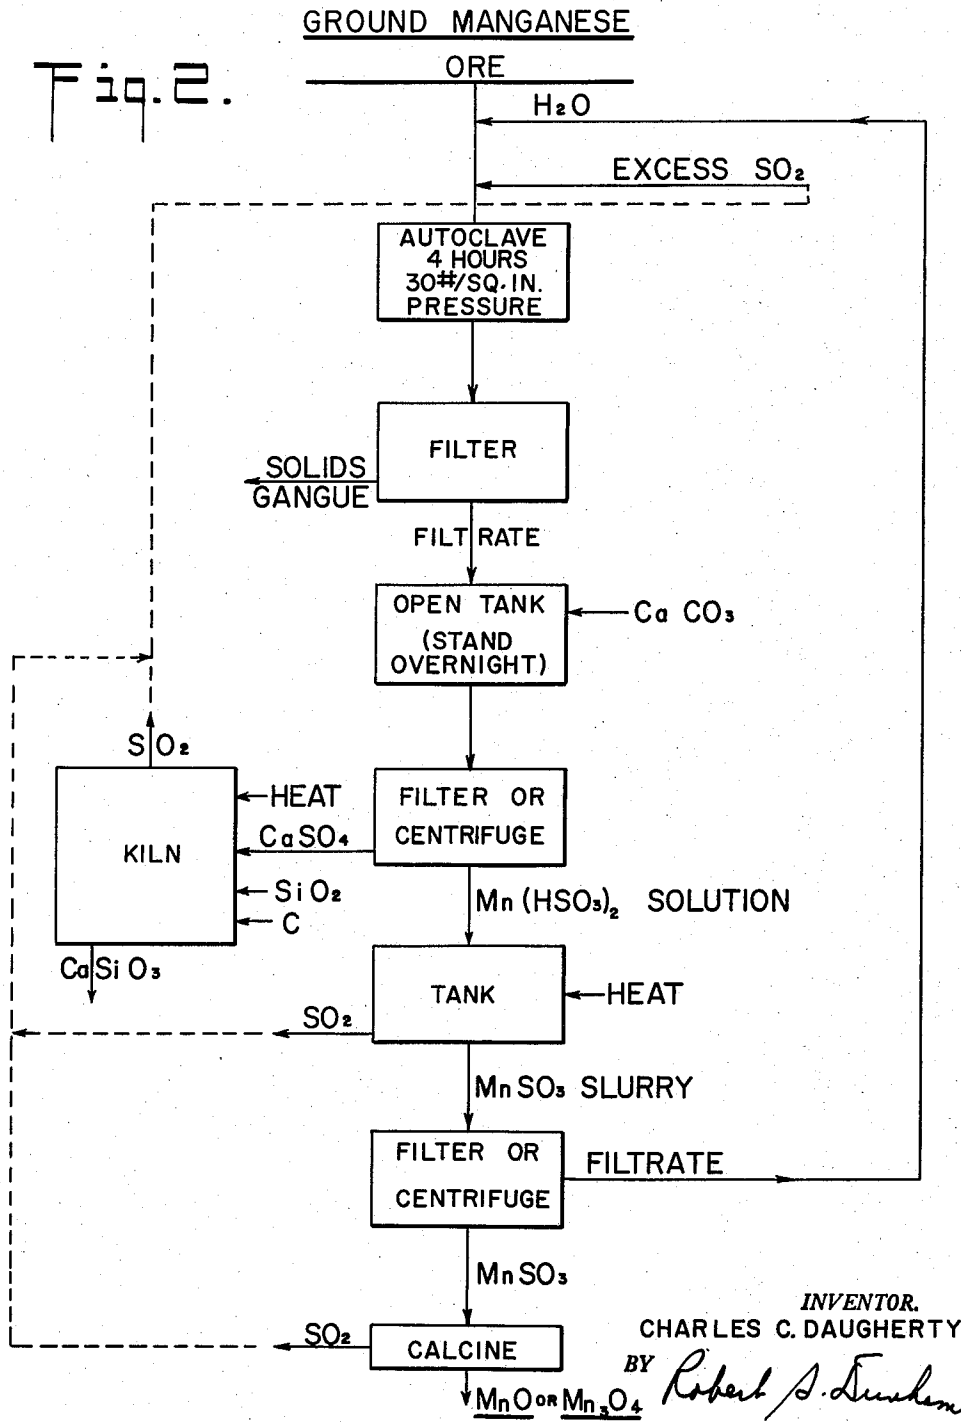 GROUND MANGANESE
ORE
Fig. 2.
H₂O
EXCESS SO₂
AUTOCLAVE
4 HOURS
30#/SQ. IN.
PRESSURE
FILTER
SOLIDS
GANGUE
FILTRATE
OPEN TANK
(STAND
OVERNIGHT)
CaCO₃
SO₂
KILN
HEAT
CaSO₄
SiO₂
C
CaSiO₃
FILTER OR
CENTRIFUGE
Mn(HSO₃)₂ SOLUTION
TANK
HEAT
SO₂
MnSO₃ SLURRY
FILTER OR
CENTRIFUGE
FILTRATE
MnSO₃
SO₂
CALCINE
MnO OR Mn₃O₄
INVENTOR.
CHARLES C. DAUGHERTY
BY Robert S. Dunham